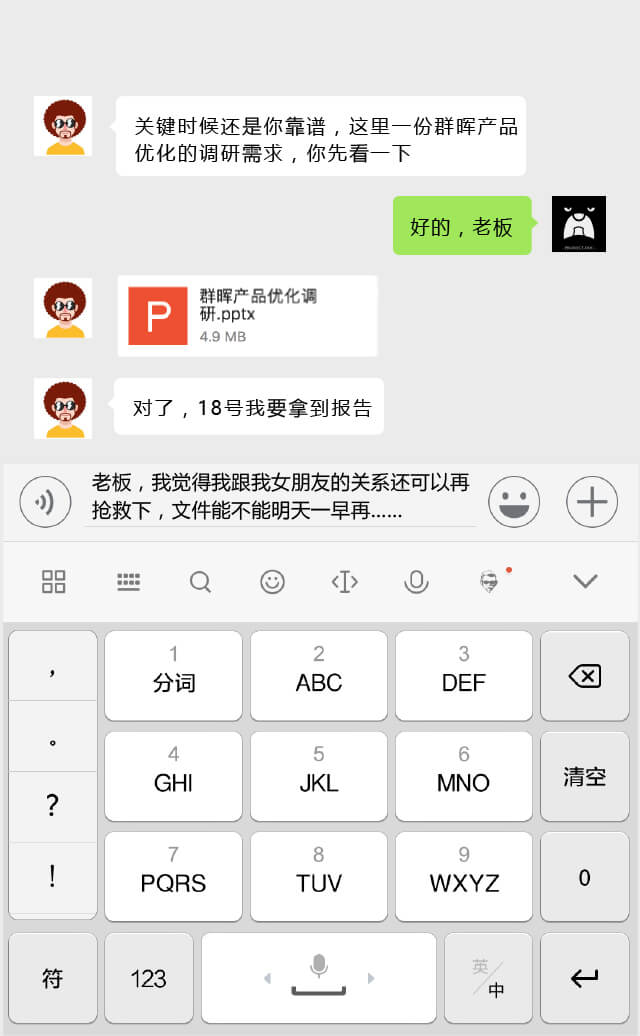 关键时候还是你靠谱，这里一份群晖产品
优化的调研需求，你先看一下
好的，老板
群晖产品优化调
研.pptx
4.9 MB
P
对了，18号我要拿到报告
老板，我觉得我跟我女朋友的关系还可以再
抢救下，文件能不能明天一早再......
，
1
分词
2
ABC
3
DEF
。
4
GHI
5
JKL
6
MNO
清空
?
!
7
PQRS
8
TUV
9
WXYZ
0
符
123
英
中